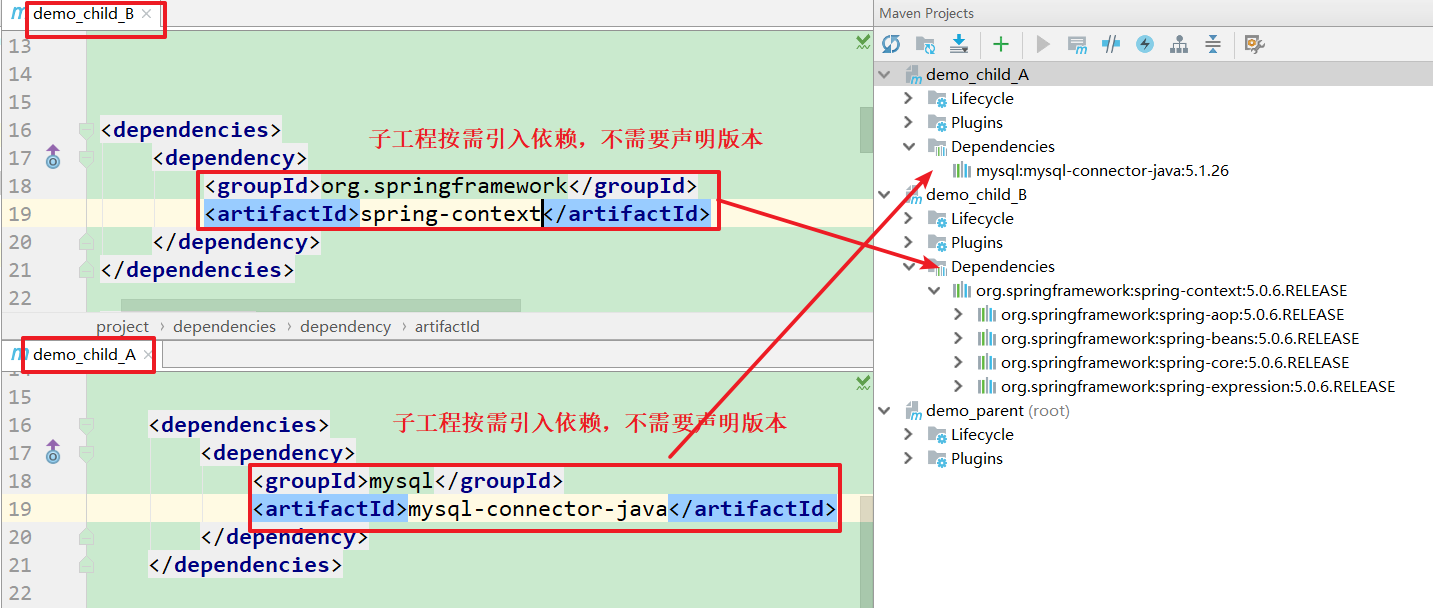 demo_child_B
13
14
15
16 <dependencies>
子工程按需引入依赖，不需要声明版本
17 <dependency>
18 <groupId>org.springframework</groupId>
19 <artifactId>spring-context</artifactId>
20 </dependency>
21 </dependencies>
22
project › dependencies › dependency › artifactId
demo_child_A
15
16 <dependencies>
子工程按需引入依赖，不需要声明版本
17 <dependency>
18 <groupId>mysql</groupId>
19 <artifactId>mysql-connector-java</artifactId>
20 </dependency>
21 </dependencies>
22
Maven Projects
demo_child_A
Lifecycle
Plugins
Dependencies
mysql:mysql-connector-java:5.1.26
demo_child_B
Lifecycle
Plugins
Dependencies
org.springframework:spring-context:5.0.6.RELEASE
org.springframework:spring-aop:5.0.6.RELEASE
org.springframework:spring-beans:5.0.6.RELEASE
org.springframework:spring-core:5.0.6.RELEASE
org.springframework:spring-expression:5.0.6.RELEASE
demo_parent (root)
Lifecycle
Plugins